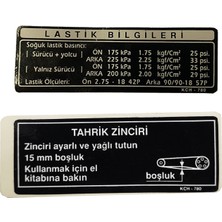 LASTİK BİLGİLERİ
Soğuk lastik basıncı:
Sürücü + yolcu
ÖN 175 kPa 1.75 kgf/Cm² 25 psi
ARKA 225 kPa 2.25 kgf/Cm² 33 psi
Yalnız Sürücü
ÖN 175 kPa 1.75 kgf/Cm² 25 psi
ARKA 200 kPa 2.00 kgf/Cm² 29 psi
Lastik Ölçüleri: Ön 2.75 - 18 42P Arka 90/90-18 57P
KCH - 760
TAHRİK ZİNCİRİ
Zinciri ayarlı ve yağlı tutun
15 mm boşluk
Kullanmak için el
kitabına bakın
boşluk
KCH - 760